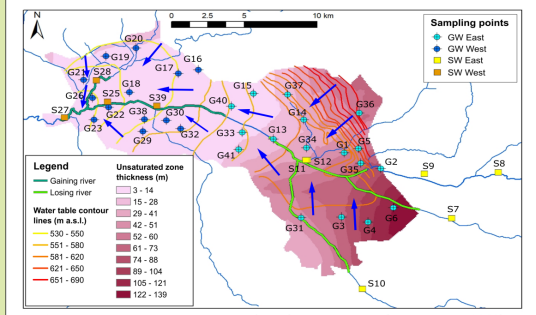 N
0 2.5 5 10 km
Sampling points
GW East
GW West
SW East
SW West
G20
G19
G17
G16
G21
S28
G26
G18
S25
S39
G15
G37
G40
G36
S27
G22
G23
G38
G30
G14
G29
G32
G33
G13
G34
G5
G41
G1
S12
S11
G35
G2
S9
S8
G31
G3
G4
G6
S7
S10
Legend
Gaining river
Losing river
Water table contour
lines (m a.s.l.)
530 - 550
551 - 580
581 - 620
621 - 650
651 - 690
Unsaturated zone
thickness (m)
3 - 14
15 - 28
29 - 41
42 - 51
52 - 60
61 - 73
74 - 88
89 - 104
105 - 121
122 - 139